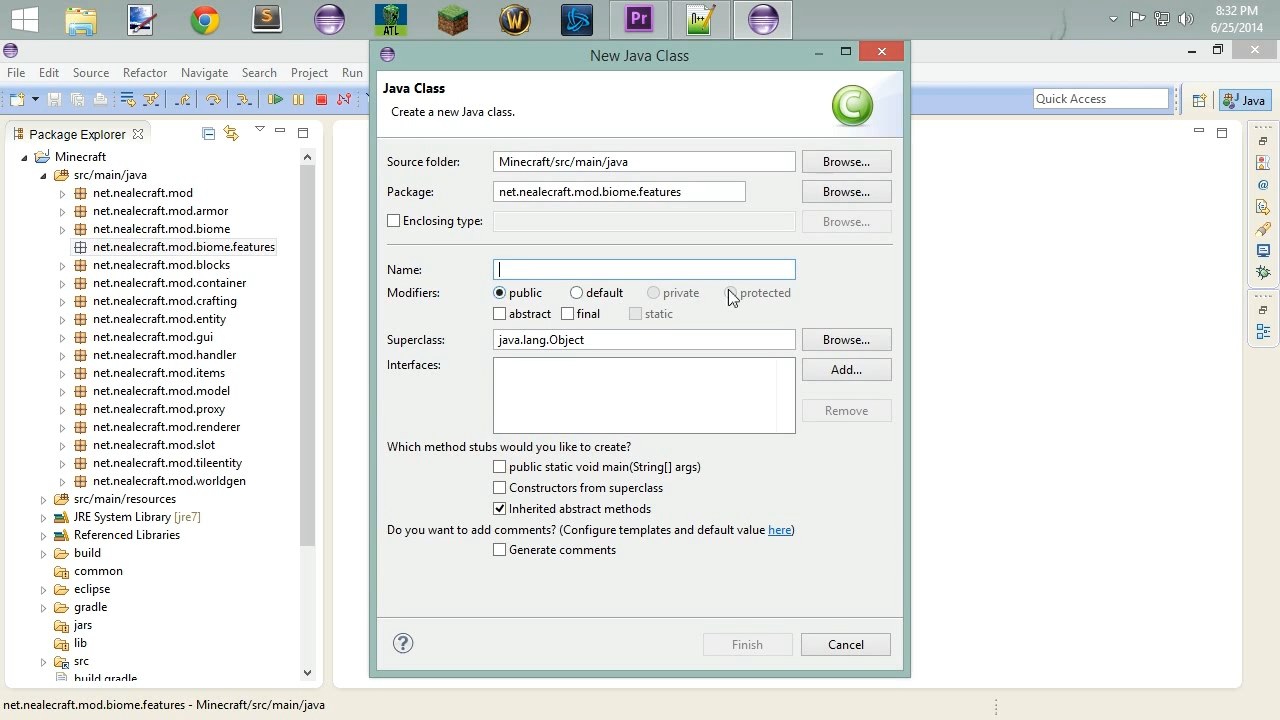 ATL
W
Pr
8:32 PM
6/25/2014
New Java Class
File Edit Source Refactor Navigate Search Project Run
Java Class
Create a new Java class.
C
Quick Access
Java
Package Explorer
Minecraft
src/main/java
net.nealecraft.mod
net.nealecraft.mod.armor
net.nealecraft.mod.biome
net.nealecraft.mod.biome.features
net.nealecraft.mod.blocks
net.nealecraft.mod.container
net.nealecraft.mod.crafting
net.nealecraft.mod.entity
net.nealecraft.mod.gui
net.nealecraft.mod.handler
net.nealecraft.mod.items
net.nealecraft.mod.model
net.nealecraft.mod.proxy
net.nealecraft.mod.renderer
net.nealecraft.mod.slot
net.nealecraft.mod.tileentity
net.nealecraft.mod.worldgen
src/main/resources
JRE System Library [jre7]
Referenced Libraries
build
common
eclipse
gradle
jars
lib
src
build.gradle
Source folder: Minecraft/src/main/java Browse...
Package: net.nealecraft.mod.biome.features Browse...
Enclosing type: Browse...
Name:
Modifiers: public default private protected
abstract final static
Superclass: java.lang.Object Browse...
Interfaces: Add...
Remove
Which method stubs would you like to create?
public static void main(String[] args)
Constructors from superclass
Inherited abstract methods
Do you want to add comments? (Configure templates and default value here)
Generate comments
? Finish Cancel
net.nealecraft.mod.biome.features - Minecraft/src/main/java